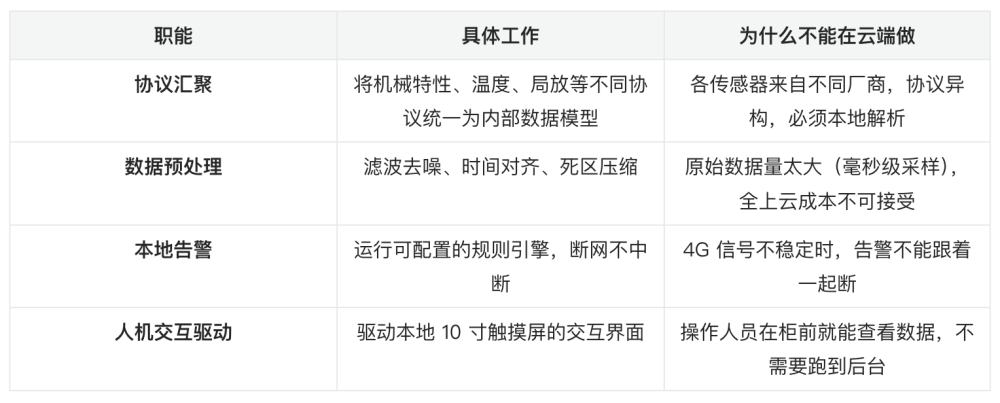 职能 具体工作 为什么不能在云端做
协议汇聚 将机械特性、温度、局放等不同协议统一为内部数据模型 各传感器来自不同厂商，协议异构，必须本地解析
数据预处理 滤波去噪、时间对齐、死区压缩 原始数据量太大（毫秒级采样），全上云成本不可接受
本地告警 运行可配置的规则引擎，断网不中断 4G 信号不稳定时，告警不能跟着一起断
人机交互驱动 驱动本地 10 寸触摸屏的交互界面 操作人员在柜前就能查看数据，不需要跑到后台